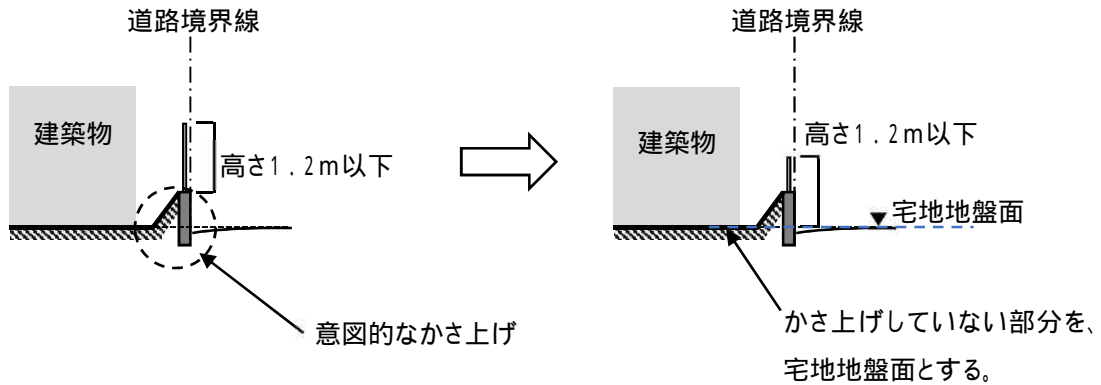 道路境界線
建築物
高さ1．2m以下
意図的なかさ上げ
道路境界線
建築物
高さ1．2m以下
宅地地盤面
かさ上げしていない部分を、
宅地地盤面とする。